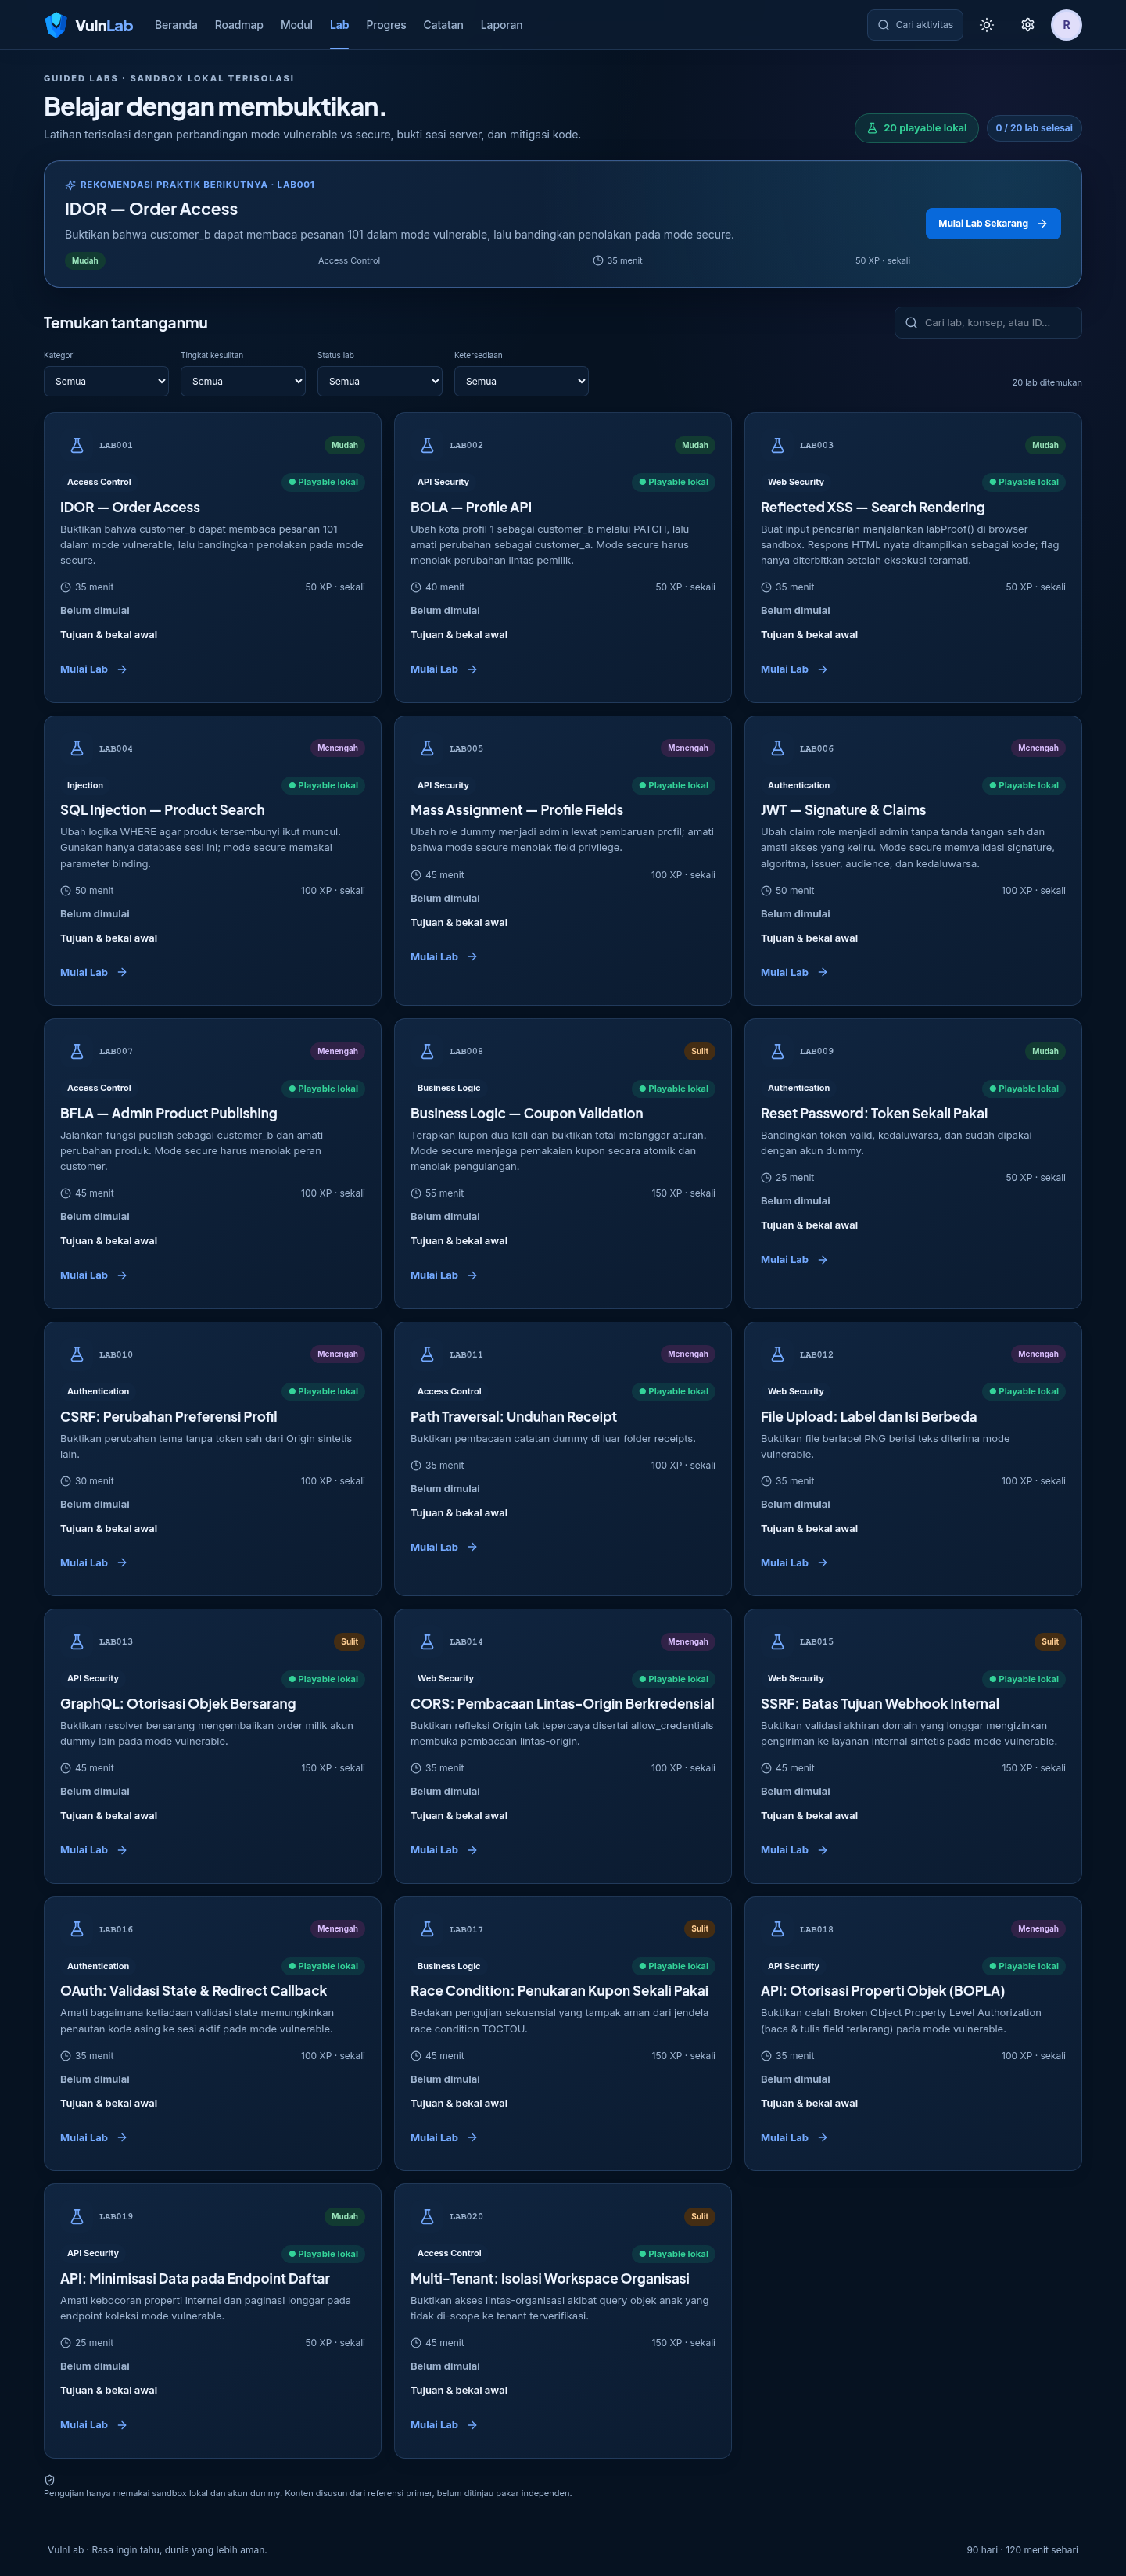 VulnLab Beranda Roadmap Modul Lab Progres Catatan Laporan Cari aktivitas R
GUIDED LABS · SANDBOX LOKAL TERISOLASI
Belajar dengan membuktikan.
Latihan terisolasi dengan perbandingan mode vulnerable vs secure, bukti sesi server, dan mitigasi kode.
20 playable lokal 0 / 20 lab selesai
REKOMENDASI PRAKTIK BERIKUTNYA · LAB001
IDOR — Order Access
Buktikan bahwa customer_b dapat membaca pesanan 101 dalam mode vulnerable, lalu bandingkan penolakan pada mode secure.
Mudah Access Control 35 menit 50 XP · sekali
Mulai Lab Sekarang
Temukan tantanganmu
Cari lab, konsep, atau ID...
Kategori Tingkat kesulitan Status lab Ketersediaan
Semua Semua Semua Semua
20 lab ditemukan
LAB001 Mudah
Access Control Playable lokal
IDOR — Order Access
Buktikan bahwa customer_b dapat membaca pesanan 101
dalam mode vulnerable, lalu bandingkan penolakan pada mode
secure.
35 menit 50 XP · sekali
Belum dimulai
Tujuan & bekal awal
Mulai Lab
LAB002 Mudah
API Security Playable lokal
BOLA — Profile API
Ubah kota profil 1 sebagai customer_b melalui PATCH, lalu
amati perubahan sebagai customer_a. Mode secure harus
menolak perubahan lintas pemilik.
40 menit 50 XP · sekali
Belum dimulai
Tujuan & bekal awal
Mulai Lab
LAB003 Mudah
Web Security Playable lokal
Reflected XSS — Search Rendering
Buat input pencarian menjalankan labProof() di browser
sandbox. Respons HTML nyata ditampilkan sebagai kode; flag
hanya diterbitkan setelah eksekusi teramati.
35 menit 50 XP · sekali
Belum dimulai
Tujuan & bekal awal
Mulai Lab
LAB004 Menengah
Injection Playable lokal
SQL Injection — Product Search
Ubah logika WHERE agar produk tersembunyi ikut muncul.
Gunakan hanya database sesi ini; mode secure memakai
parameter binding.
50 menit 100 XP · sekali
Belum dimulai
Tujuan & bekal awal
Mulai Lab
LAB005 Menengah
API Security Playable lokal
Mass Assignment — Profile Fields
Ubah role dummy menjadi admin lewat pembaruan profil; amati
bahwa mode secure menolak field privilege.
45 menit 100 XP · sekali
Belum dimulai
Tujuan & bekal awal
Mulai Lab
LAB006 Menengah
Authentication Playable lokal
JWT — Signature & Claims
Ubah claim role menjadi admin tanpa tanda tangan sah dan
amati akses yang keliru. Mode secure memvalidasi signature,
algoritma, issuer, audience, dan kedaluwarsa.
50 menit 100 XP · sekali
Belum dimulai
Tujuan & bekal awal
Mulai Lab
LAB007 Menengah
Access Control Playable lokal
BFLA — Admin Product Publishing
Jalankan fungsi publish sebagai customer_b dan amati
perubahan produk. Mode secure harus menolak peran
customer.
45 menit 100 XP · sekali
Belum dimulai
Tujuan & bekal awal
Mulai Lab
LAB008 Sulit
Business Logic Playable lokal
Business Logic — Coupon Validation
Terapkan kupon dua kali dan buktikan total melanggar aturan.
Mode secure menjaga pemakaian kupon secara atomik dan
menolak pengulangan.
55 menit 150 XP · sekali
Belum dimulai
Tujuan & bekal awal
Mulai Lab
LAB009 Mudah
Authentication Playable lokal
Reset Password: Token Sekali Pakai
Bandingkan token valid, kedaluwarsa, dan sudah dipakai
dengan akun dummy.
25 menit 50 XP · sekali
Belum dimulai
Tujuan & bekal awal
Mulai Lab
LAB010 Menengah
Authentication Playable lokal
CSRF: Perubahan Preferensi Profil
Buktikan perubahan tema tanpa token sah dari Origin sintetis
lain.
30 menit 100 XP · sekali
Belum dimulai
Tujuan & bekal awal
Mulai Lab
LAB011 Menengah
Access Control Playable lokal
Path Traversal: Unduhan Receipt
Buktikan pembacaan catatan dummy di luar folder receipts.
35 menit 100 XP · sekali
Belum dimulai
Tujuan & bekal awal
Mulai Lab
LAB012 Menengah
Web Security Playable lokal
File Upload: Label dan Isi Berbeda
Buktikan file berlabel PNG berisi teks diterima mode
vulnerable.
35 menit 100 XP · sekali
Belum dimulai
Tujuan & bekal awal
Mulai Lab
LAB013 Sulit
API Security Playable lokal
GraphQL: Otorisasi Objek Bersarang
Buktikan resolver bersarang mengembalikan order milik akun
dummy lain pada mode vulnerable.
45 menit 150 XP · sekali
Belum dimulai
Tujuan & bekal awal
Mulai Lab
LAB014 Menengah
Web Security Playable lokal
CORS: Pembacaan Lintas-Origin Berkredensial
Buktikan refleksi Origin tak tepercaya disertai allow_credentials
membuka pembacaan lintas-origin.
35 menit 100 XP · sekali
Belum dimulai
Tujuan & bekal awal
Mulai Lab
LAB015 Sulit
Web Security Playable lokal
SSRF: Batas Tujuan Webhook Internal
Buktikan validasi akhiran domain yang longgar mengizinkan
pengiriman ke layanan internal sintetis pada mode vulnerable.
45 menit 150 XP · sekali
Belum dimulai
Tujuan & bekal awal
Mulai Lab
LAB016 Menengah
Authentication Playable lokal
OAuth: Validasi State & Redirect Callback
Amati bagaimana ketiadaan validasi state memungkinkan
penautan kode asing ke sesi aktif pada mode vulnerable.
35 menit 100 XP · sekali
Belum dimulai
Tujuan & bekal awal
Mulai Lab
LAB017 Sulit
Business Logic Playable lokal
Race Condition: Penukaran Kupon Sekali Pakai
Bedakan pengujian sekuensial yang tampak aman dari jendela
race condition TOCTOU.
45 menit 150 XP · sekali
Belum dimulai
Tujuan & bekal awal
Mulai Lab
LAB018 Menengah
API Security Playable lokal
API: Otorisasi Properti Objek (BOPLA)
Buktikan celah Broken Object Property Level Authorization
(baca & tulis field terlarang) pada mode vulnerable.
35 menit 100 XP · sekali
Belum dimulai
Tujuan & bekal awal
Mulai Lab
LAB019 Mudah
API Security Playable lokal
API: Minimisasi Data pada Endpoint Daftar
Amati kebocoran properti internal dan paginasi longgar pada
endpoint koleksi mode vulnerable.
25 menit 50 XP · sekali
Belum dimulai
Tujuan & bekal awal
Mulai Lab
LAB020 Sulit
Access Control Playable lokal
Multi-Tenant: Isolasi Workspace Organisasi
Buktikan akses lintas-organisasi akibat query objek anak yang
tidak di-scope ke tenant terverifikasi.
45 menit 150 XP · sekali
Belum dimulai
Tujuan & bekal awal
Mulai Lab
Pengujian hanya memakai sandbox lokal dan akun dummy. Konten disusun dari referensi primer, belum ditinjau pakar independen.
VulnLab · Rasa ingin tahu, dunia yang lebih aman. 90 hari · 120 menit sehari